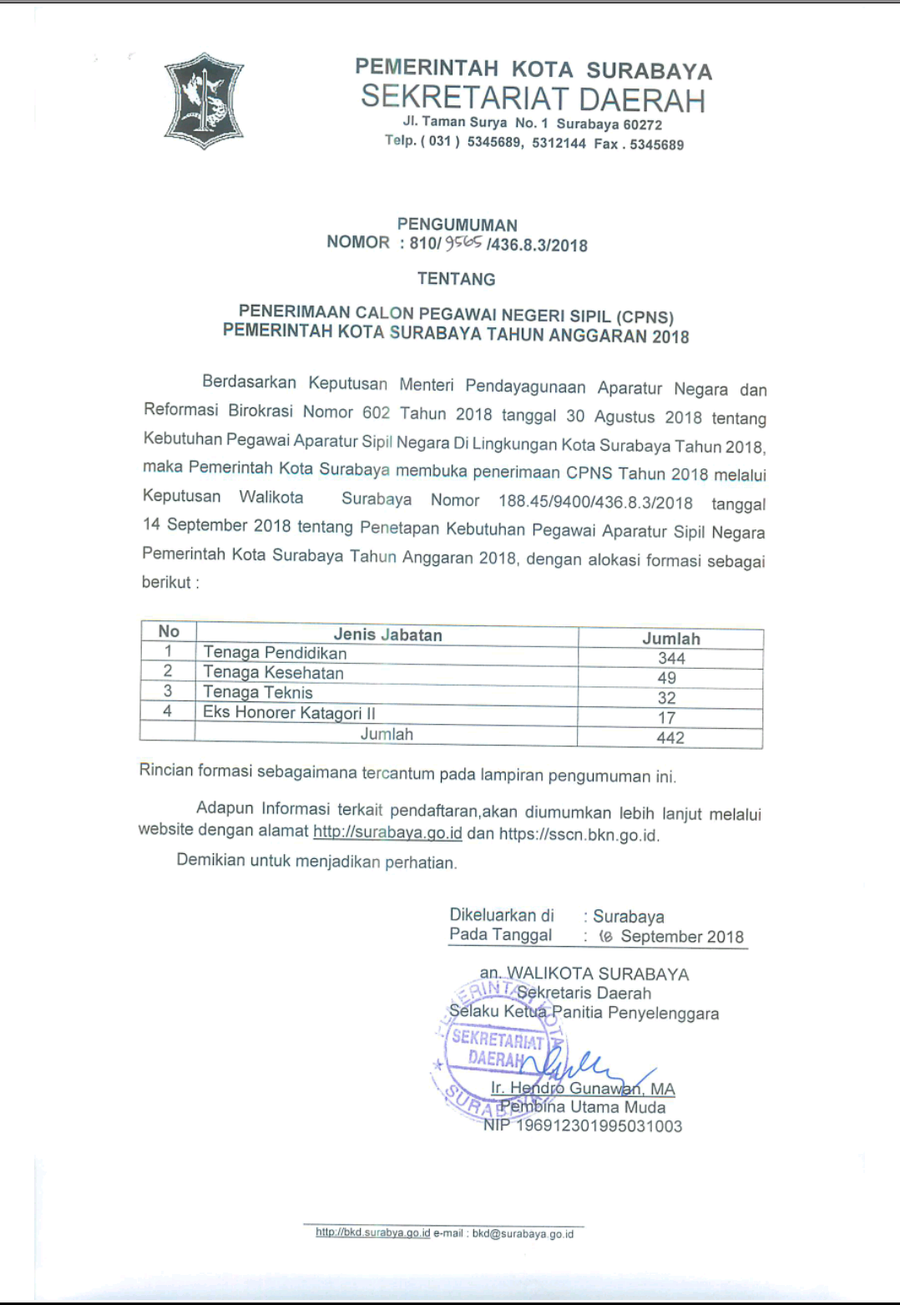 PEMERINTAH KOTA SURABAYA
SEKRETARIAT DAERAH
Jl. Taman Surya No. 1 Surabaya 60272
Telp. ( 031 ) 5345689, 5312144 Fax . 5345689
PENGUMUMAN
NOMOR : 810/ 9565 /436.8.3/2018
TENTANG
PENERIMAAN CALON PEGAWAI NEGERI SIPIL (CPNS)
PEMERINTAH KOTA SURABAYA TAHUN ANGGARAN 2018
Berdasarkan Keputusan Menteri Pendayagunaan Aparatur Negara dan
Reformasi Birokrasi Nomor 602 Tahun 2018 tanggal 30 Agustus 2018 tentang
Kebutuhan Pegawai Aparatur Sipil Negara Di Lingkungan Kota Surabaya Tahun 2018,
maka Pemerintah Kota Surabaya membuka penerimaan CPNS Tahun 2018 melalui
Keputusan Walikota Surabaya Nomor 188.45/9400/436.8.3/2018 tanggal
14 September 2018 tentang Penetapan Kebutuhan Pegawai Aparatur Sipil Negara
Pemerintah Kota Surabaya Tahun Anggaran 2018, dengan alokasi formasi sebagai
berikut :
No Jenis Jabatan Jumlah
1 Tenaga Pendidikan 344
2 Tenaga Kesehatan 49
3 Tenaga Teknis 32
4 Eks Honorer Katagori II 17
Jumlah 442
Rincian formasi sebagaimana tercantum pada lampiran pengumuman ini.
Adapun Informasi terkait pendaftaran,akan diumumkan lebih lanjut melalui
website dengan alamat http://surabaya.go.id dan https://sscn.bkn.go.id.
Demikian untuk menjadikan perhatian.
Dikeluarkan di : Surabaya
Pada Tanggal : 18 September 2018
an. WALIKOTA SURABAYA
Sekretaris Daerah
Selaku Ketua Panitia Penyelenggara
PEMERINTAH KOTA
SEKRETARIAT
DAERAH
SURABAYA
Ir. Hendro Gunawan, MA
Pembina Utama Muda
NIP 196912301995031003
http://bkd.surabya.go.id e-mail : bkd@surabaya.go.id